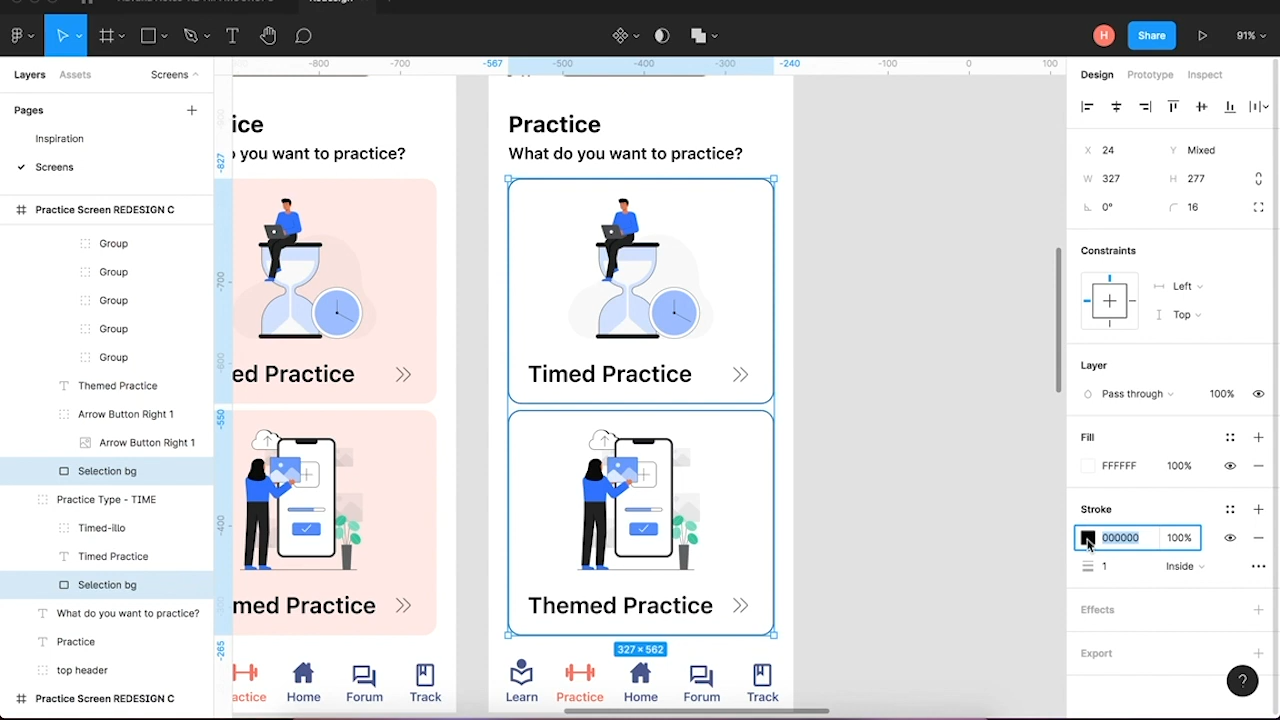 Redesign
H
Share
91%
Layers
Assets
Screens
Pages
Inspiration
Screens
Practice Screen REDESIGN C
Group
Group
Group
Group
Group
Themed Practice
Arrow Button Right 1
Arrow Button Right 1
Selection bg
Practice Type - TIME
Timed-illo
Timed Practice
Selection bg
What do you want to practice?
Practice
top header
Practice Screen REDESIGN C
-800
-700
-567
-500
-400
-300
-240
-100
0
100
-827
-700
-550
-400
-265
ice
o you want to practice?
ed Practice
med Practice
actice
Home
Forum
Track
Practice
What do you want to practice?
Timed Practice
Themed Practice
327 × 562
Learn
Practice
Home
Forum
Track
Design
Prototype
Inspect
X 24
Y Mixed
W 327
H 277
0°
16
Constraints
Left
Top
Layer
Pass through
100%
Fill
FFFFFF
100%
Stroke
000000
100%
1
Inside
Effects
Export
?